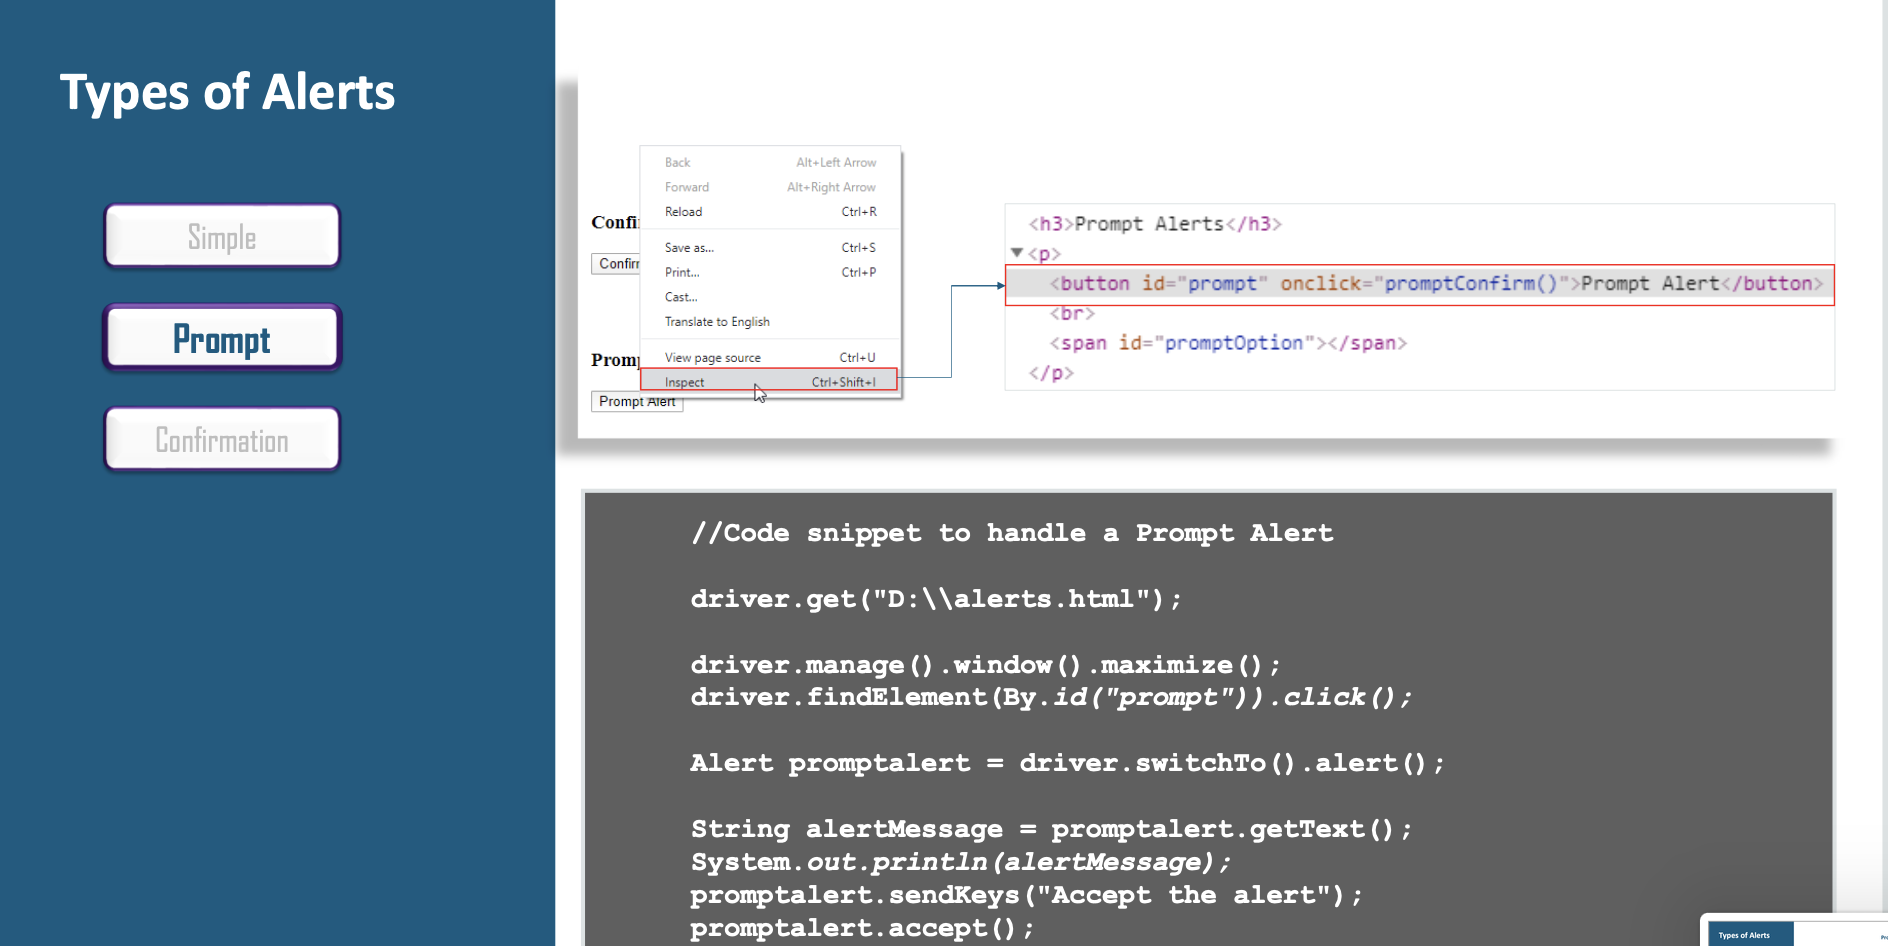 Types of Alerts
Simple
Prompt
Confirmation
Back Alt+Left Arrow
Forward Alt+Right Arrow
Reload Ctrl+R
Save as... Ctrl+S
Print... Ctrl+P
Cast...
Translate to English
View page source Ctrl+U
Inspect Ctrl+Shift+I
Confi
Confir
Prom
Prompt Alert
<h3>Prompt Alerts</h3>
▼<p>
<button id="prompt" onclick="promptConfirm()">Prompt Alert</button>
<br>
<span id="promptOption"></span>
</p>
//Code snippet to handle a Prompt Alert
driver.get("D:\\alerts.html");
driver.manage().window().maximize();
driver.findElement(By.id("prompt")).click();
Alert promptalert = driver.switchTo().alert();
String alertMessage = promptalert.getText();
System.out.println(alertMessage);
promptalert.sendKeys("Accept the alert");
promptalert.accept();
Types of Alerts